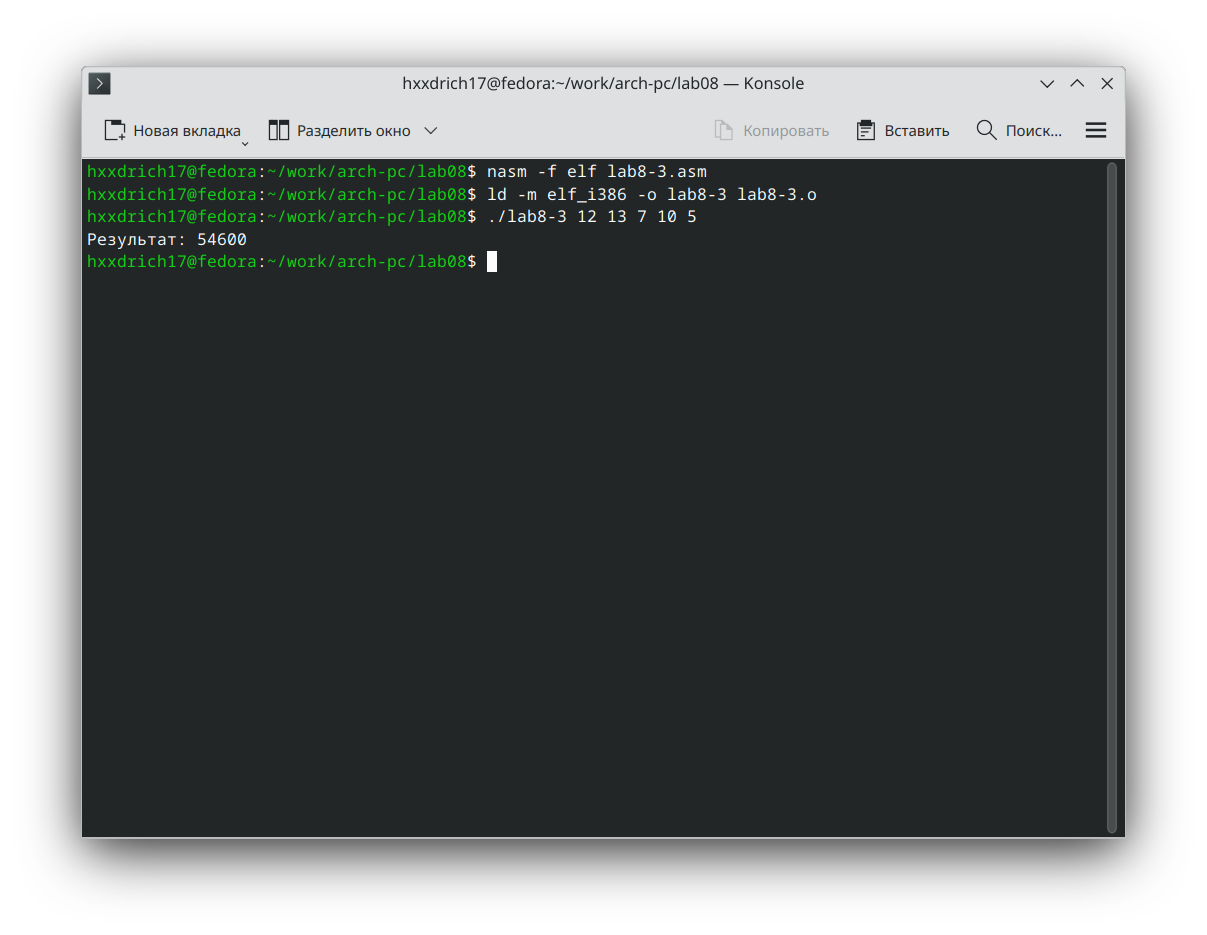 hxxdrich17@fedora:~/work/arch-pc/lab08 — Konsole
Новая вкладка Разделить окно Копировать Вставить Поиск...
hxxdrich17@fedora:~/work/arch-pc/lab08$ nasm -f elf lab8-3.asm
hxxdrich17@fedora:~/work/arch-pc/lab08$ ld -m elf_i386 -o lab8-3 lab8-3.o
hxxdrich17@fedora:~/work/arch-pc/lab08$ ./lab8-3 12 13 7 10 5
Результат: 54600
hxxdrich17@fedora:~/work/arch-pc/lab08$